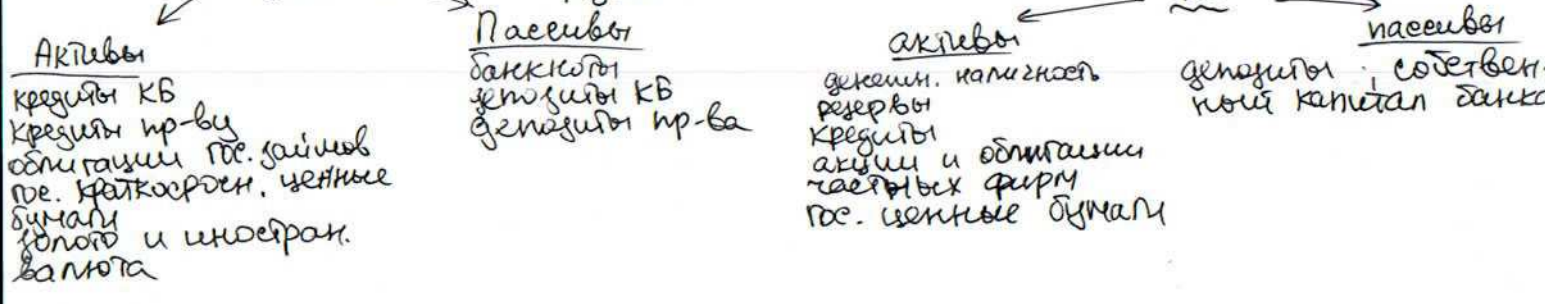 Активы
кредиты КБ
кредиты пр-ву
облигации гос. займов
гос. краткосрочн. ценные
бумаги
золото и иностран.
валюта
Пассивы
банкноты
депозиты КБ
депозиты пр-ва
активы
денежн. наличность
резервы
кредиты
акции и облигации
частных фирм
гос. ценные бумаги
пассивы
депозиты ; собствен-
ный капитал банка